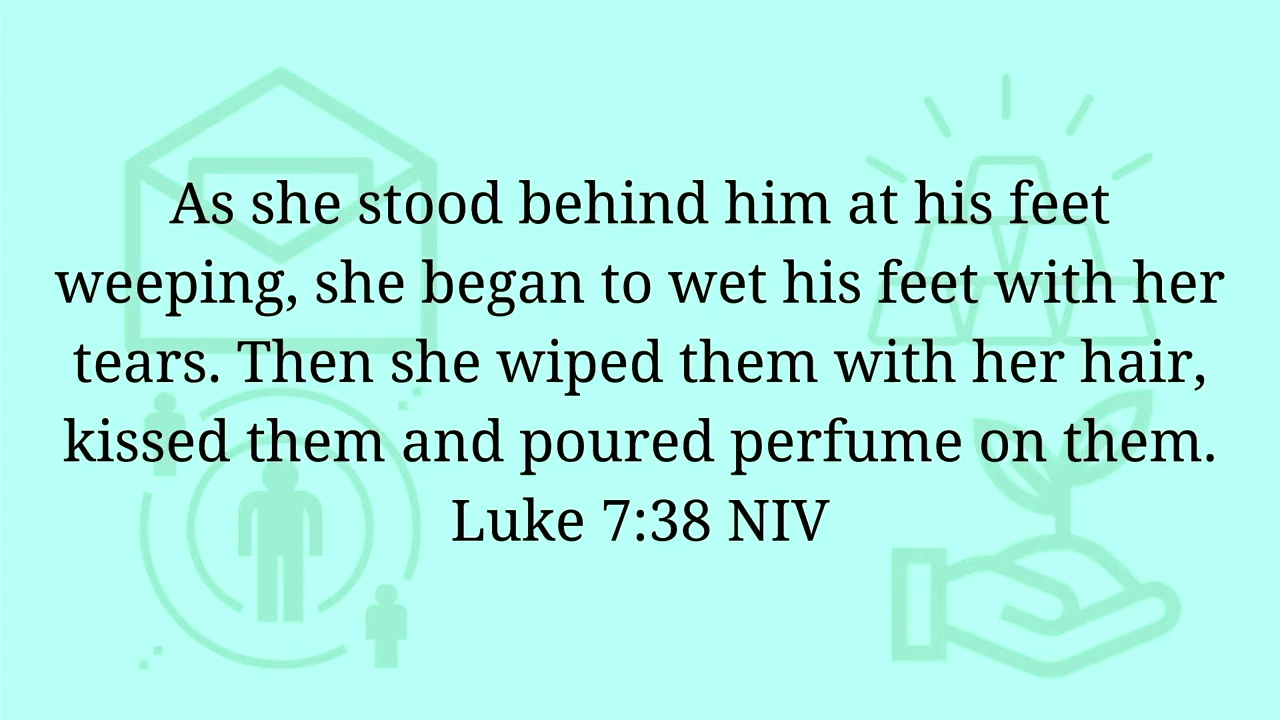 As she stood behind him at his feet
weeping, she began to wet his feet with her
tears. Then she wiped them with her hair,
kissed them and poured perfume on them.
Luke 7:38 NIV